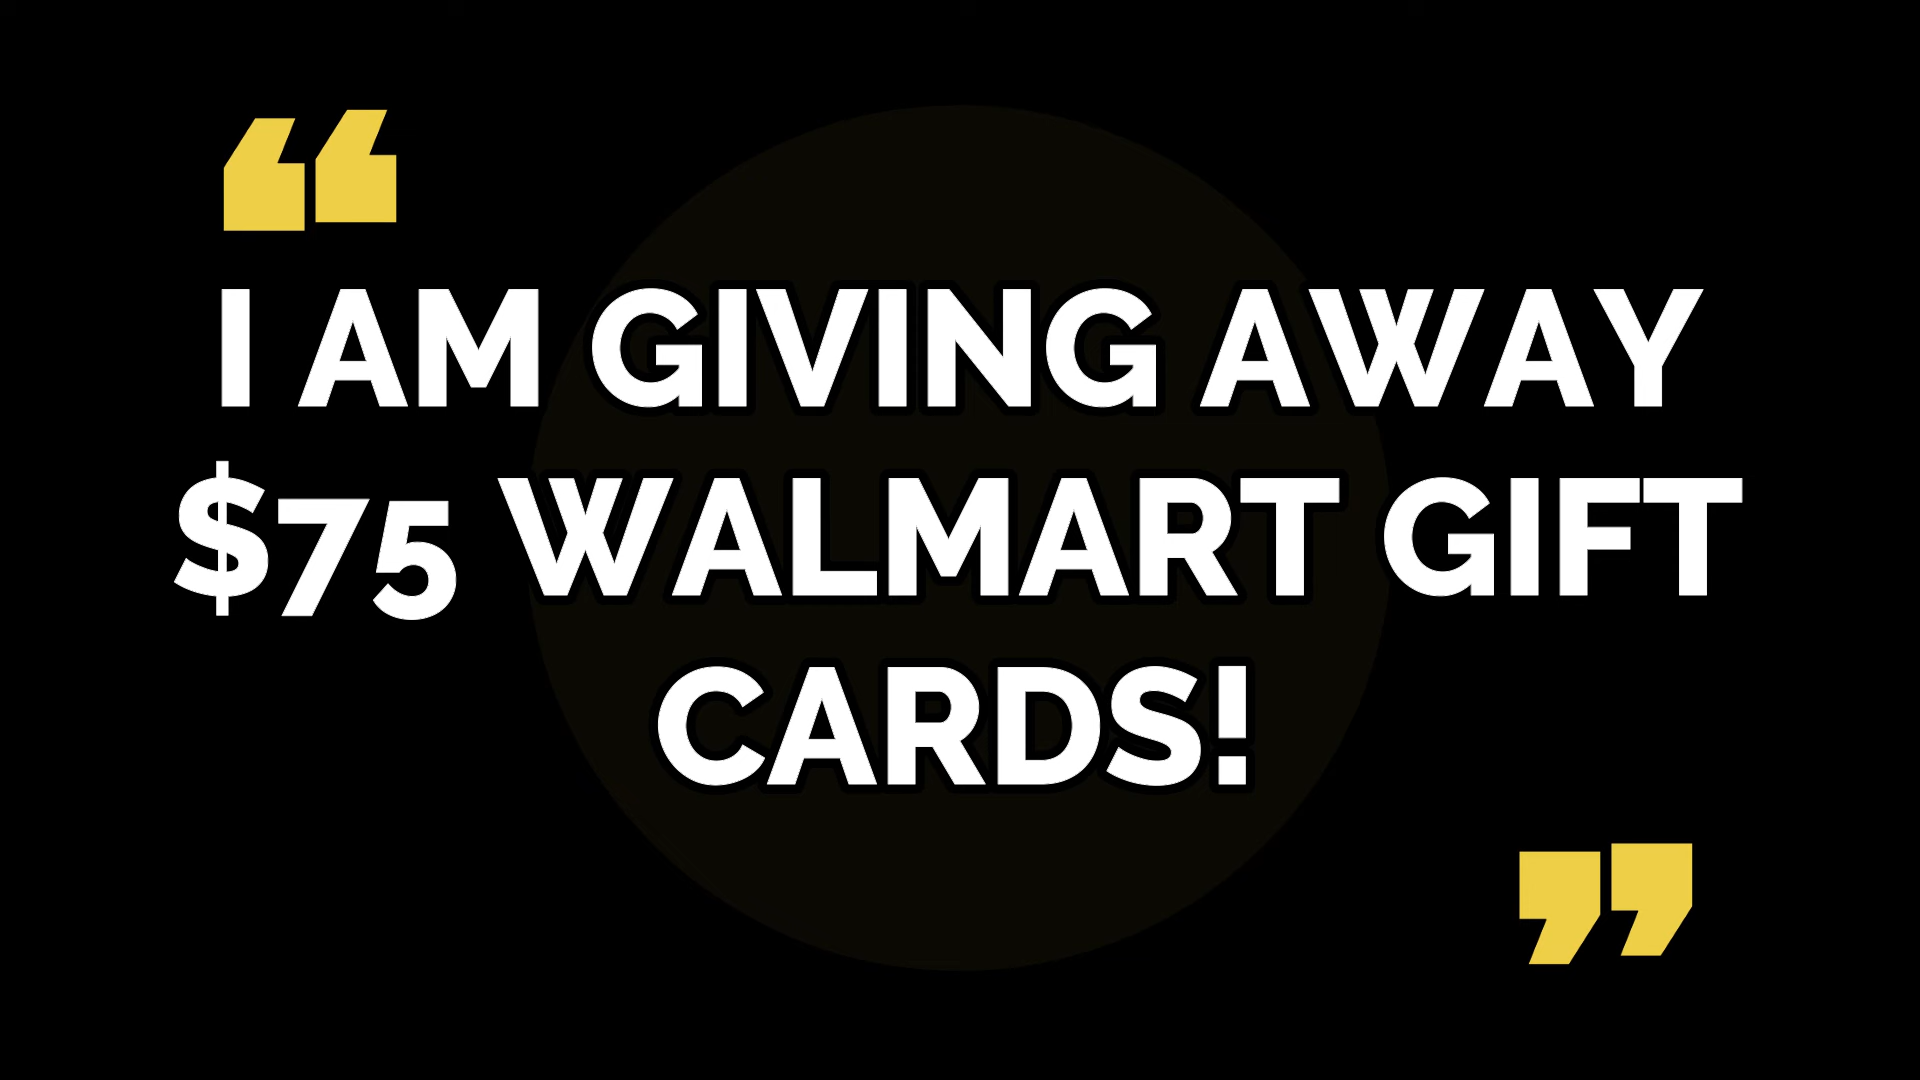 “
I AM GIVING AWAY
$75 WALMART GIFT
CARDS!
”